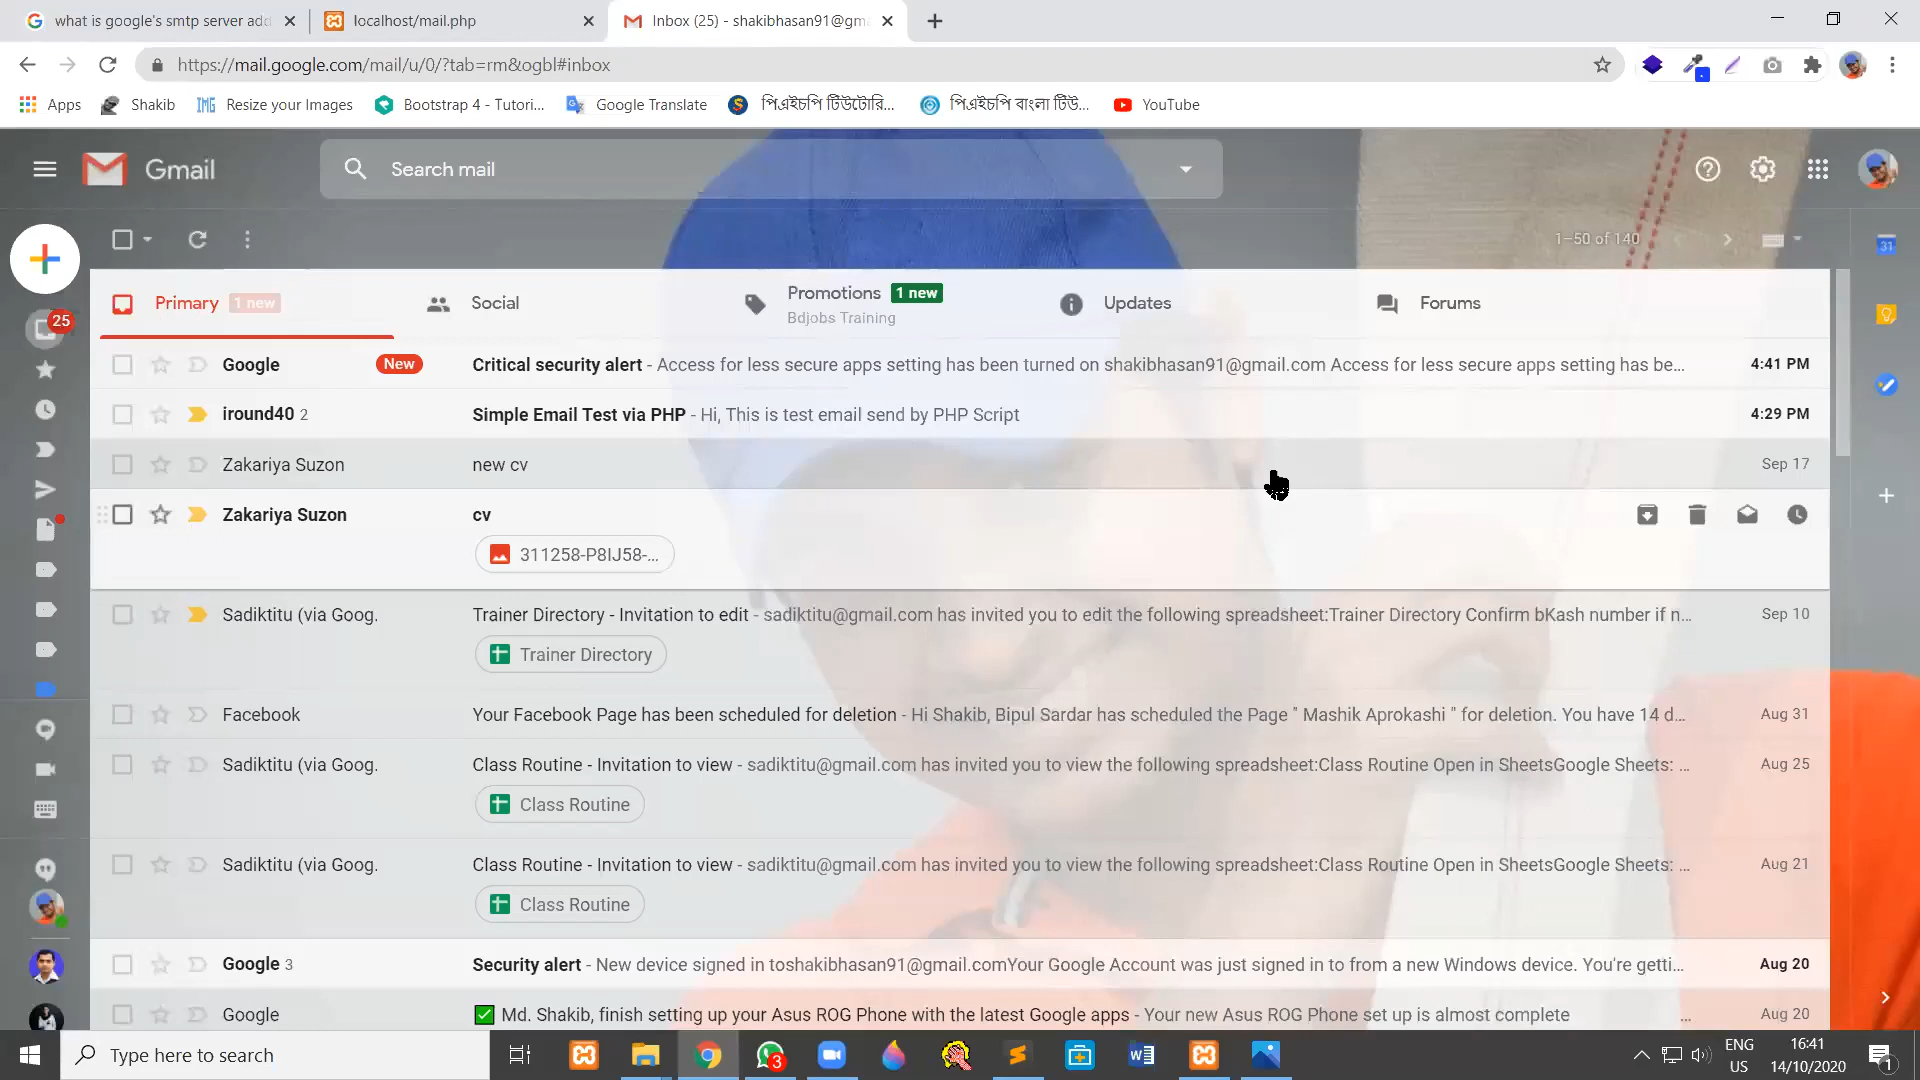 what is google's smtp server add
localhost/mail.php
Inbox (25) - shakibhasan91@gm
https://mail.google.com/mail/u/0/?tab=rm&ogbl#inbox
Apps
Shakib
IMG
Resize your Images
Bootstrap 4 - Tutori...
Google Translate
পিএইচপি টিউটোরি...
পিএইচপি বাংলা টিউ...
YouTube
Gmail
Search mail
1–50 of 140
31
25
Primary
1 new
Social
Promotions
1 new
Bdjobs Training
Updates
Forums
Google
New
Critical security alert - Access for less secure apps setting has been turned on shakibhasan91@gmail.com Access for less secure apps setting has be...
4:41 PM
iround40 2
Simple Email Test via PHP - Hi, This is test email send by PHP Script
4:29 PM
Zakariya Suzon
new cv
Sep 17
Zakariya Suzon
cv
311258-P8IJ58-...
Sadiktitu (via Goog.
Trainer Directory - Invitation to edit - sadiktitu@gmail.com has invited you to edit the following spreadsheet:Trainer Directory Confirm bKash number if n...
Sep 10
Trainer Directory
Facebook
Your Facebook Page has been scheduled for deletion - Hi Shakib, Bipul Sardar has scheduled the Page " Mashik Aprokashi " for deletion. You have 14 d...
Aug 31
Sadiktitu (via Goog.
Class Routine - Invitation to view - sadiktitu@gmail.com has invited you to view the following spreadsheet:Class Routine Open in SheetsGoogle Sheets: ...
Aug 25
Class Routine
Sadiktitu (via Goog.
Class Routine - Invitation to view - sadiktitu@gmail.com has invited you to view the following spreadsheet:Class Routine Open in SheetsGoogle Sheets: ...
Aug 21
Class Routine
Google 3
Security alert - New device signed in toshakibhasan91@gmail.comYour Google Account was just signed in to from a new Windows device. You're getti...
Aug 20
Google
Md. Shakib, finish setting up your Asus ROG Phone with the latest Google apps - Your new Asus ROG Phone set up is almost complete
...
Aug 20
Type here to search
3
ENG
US
16:41
14/10/2020
1